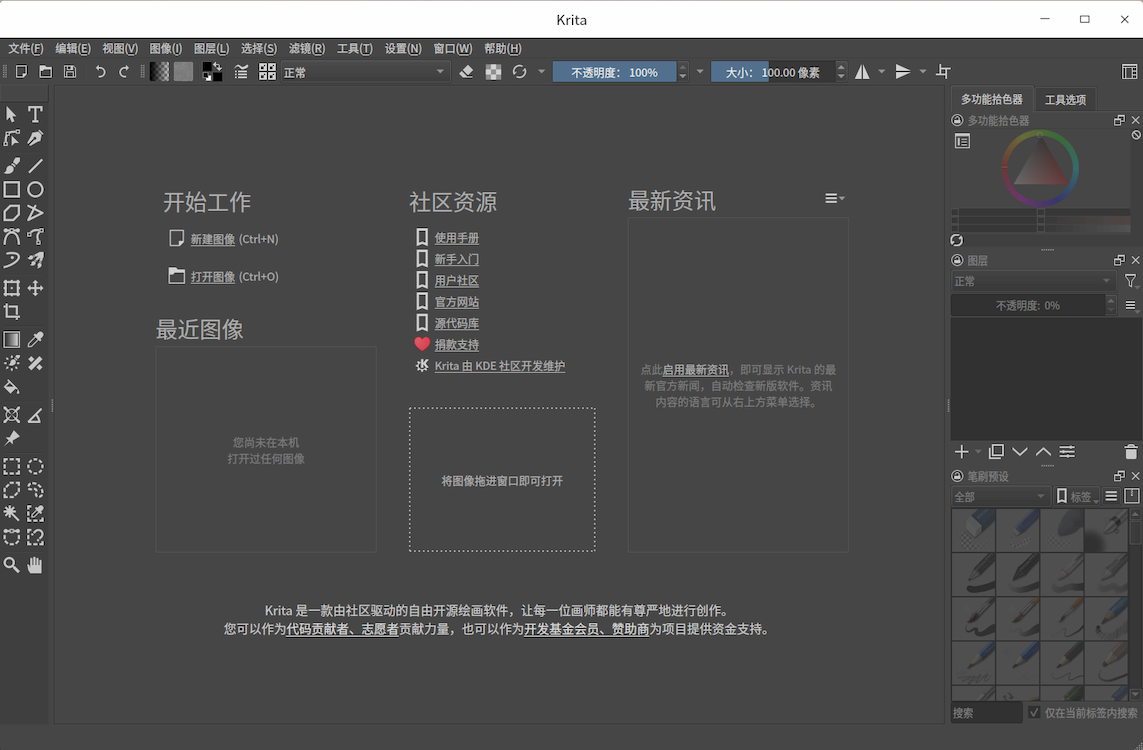 Krita
文件(F) 编辑(E) 视图(V) 图像(I) 图层(L) 选择(S) 滤镜(R) 工具(T) 设置(N) 窗口(W) 帮助(H)
正常 不透明度： 100% 大小： 100.00 像素
多功能拾色器 工具选项
多功能拾色器
开始工作
新建图像 (Ctrl+N)
打开图像 (Ctrl+O)
最近图像
您尚未在本机
打开过任何图像
社区资源
使用手册
新手入门
用户社区
官方网站
源代码库
捐款支持
Krita 由 KDE 社区开发维护
将图像拖进窗口即可打开
最新资讯
点此启用最新资讯，即可显示 Krita 的最
新官方新闻，自动检查新版软件。资讯
内容的语言可从右上方菜单选择。
Krita 是一款由社区驱动的自由开源绘画软件，让每一位画师都能有尊严地进行创作。
您可以作为代码贡献者、志愿者贡献力量，也可以作为开发基金会员、赞助商为项目提供资金支持。
图层
正常
不透明度: 0%
笔刷预设
全部 标签
搜索 仅在当前标签内搜索